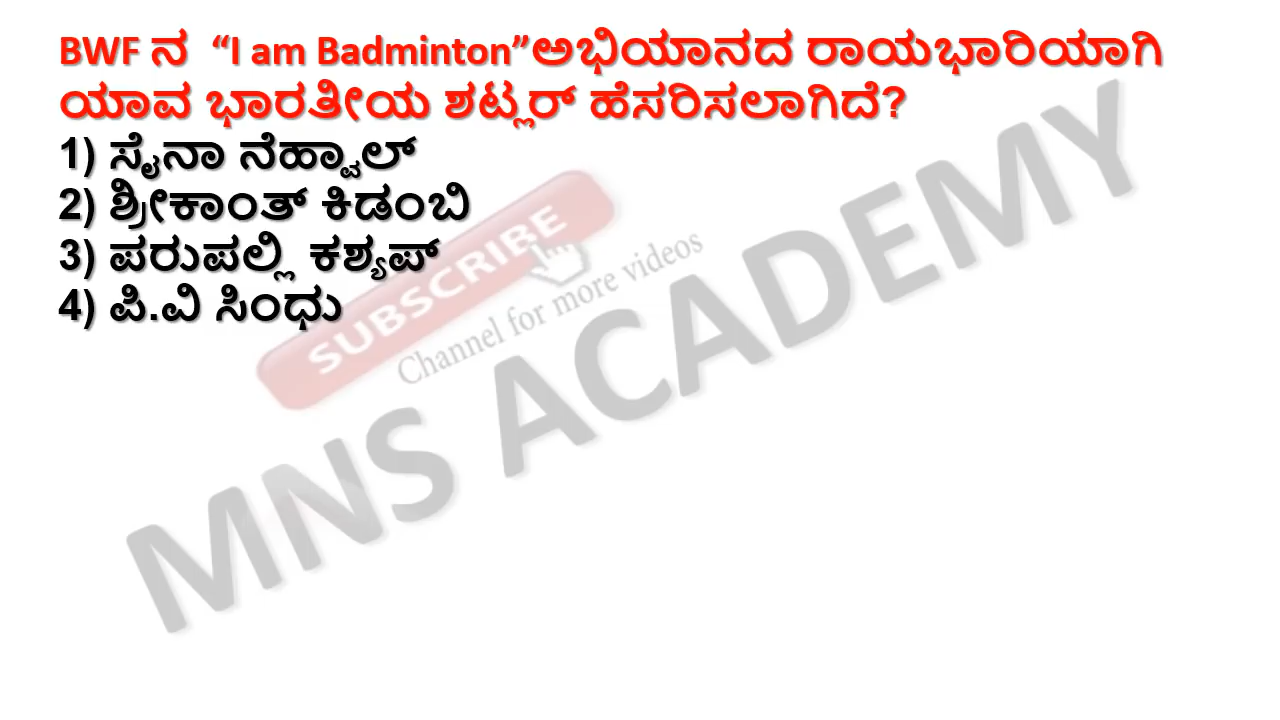 BWF ನ “I am Badminton”ಅಭಿಯಾನದ ರಾಯಭಾರಿಯಾಗಿ
ಯಾವ ಭಾರತೀಯ ಶಟ್ಲರ್ ಹೆಸರಿಸಲಾಗಿದೆ?
1) ಸೈನಾ ನೆಹ್ವಾಲ್
2) ಶ್ರೀಕಾಂತ್ ಕಿಡಂಬಿ
3) ಪರುಪಲ್ಲಿ ಕಶ್ಯಪ್
4) ಪಿ.ವಿ ಸಿಂಧು
SUBSCRIBE
Channel for more videos
MNS ACADEMY